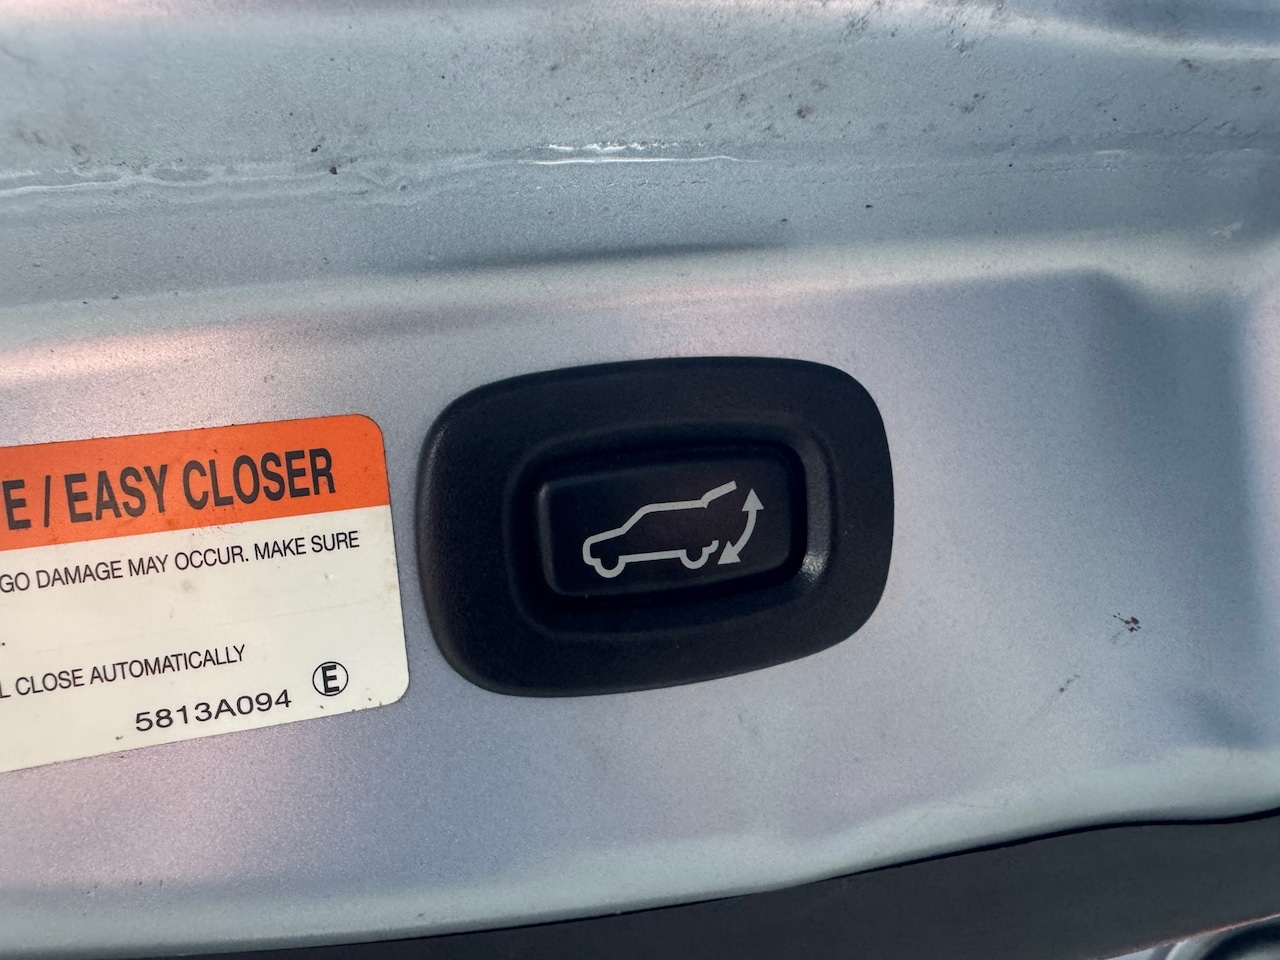 E / EASY CLOSER
GO DAMAGE MAY OCCUR. MAKE SURE
.
L CLOSE AUTOMATICALLY
5813A094 E